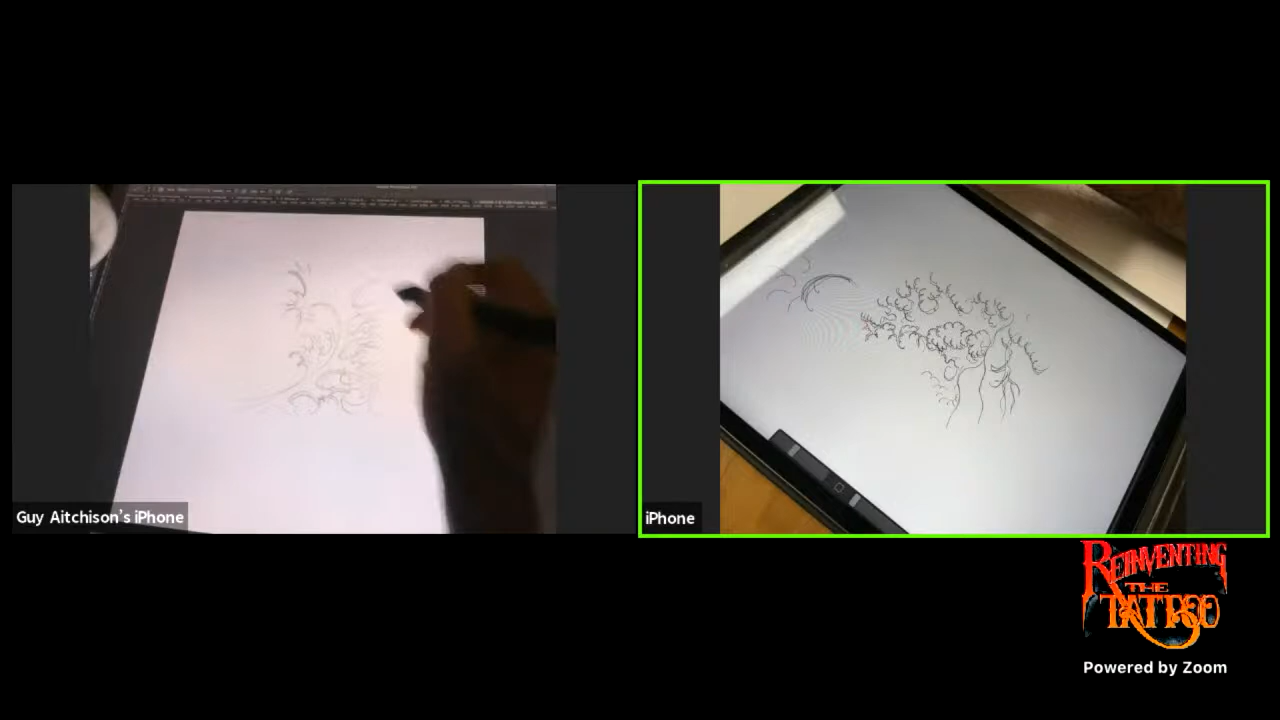 Guy Aitchison's iPhone
iPhone
REINVENTING
THE
TATTOO
Powered by Zoom